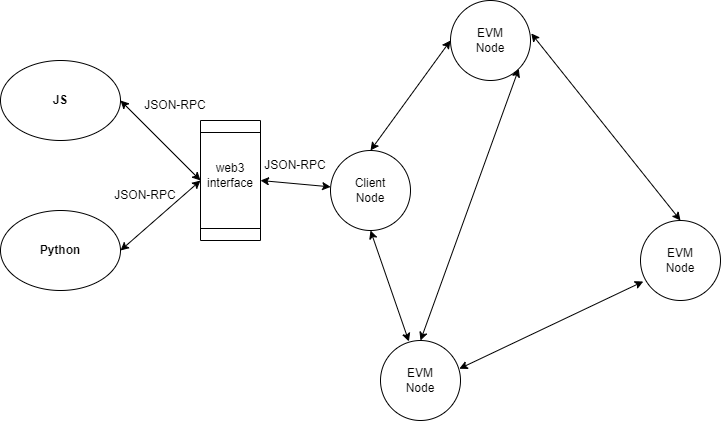 EVM
Node
JS
JSON-RPC
web3
interface
JSON-RPC
Client
Node
JSON-RPC
Python
EVM
Node
EVM
Node